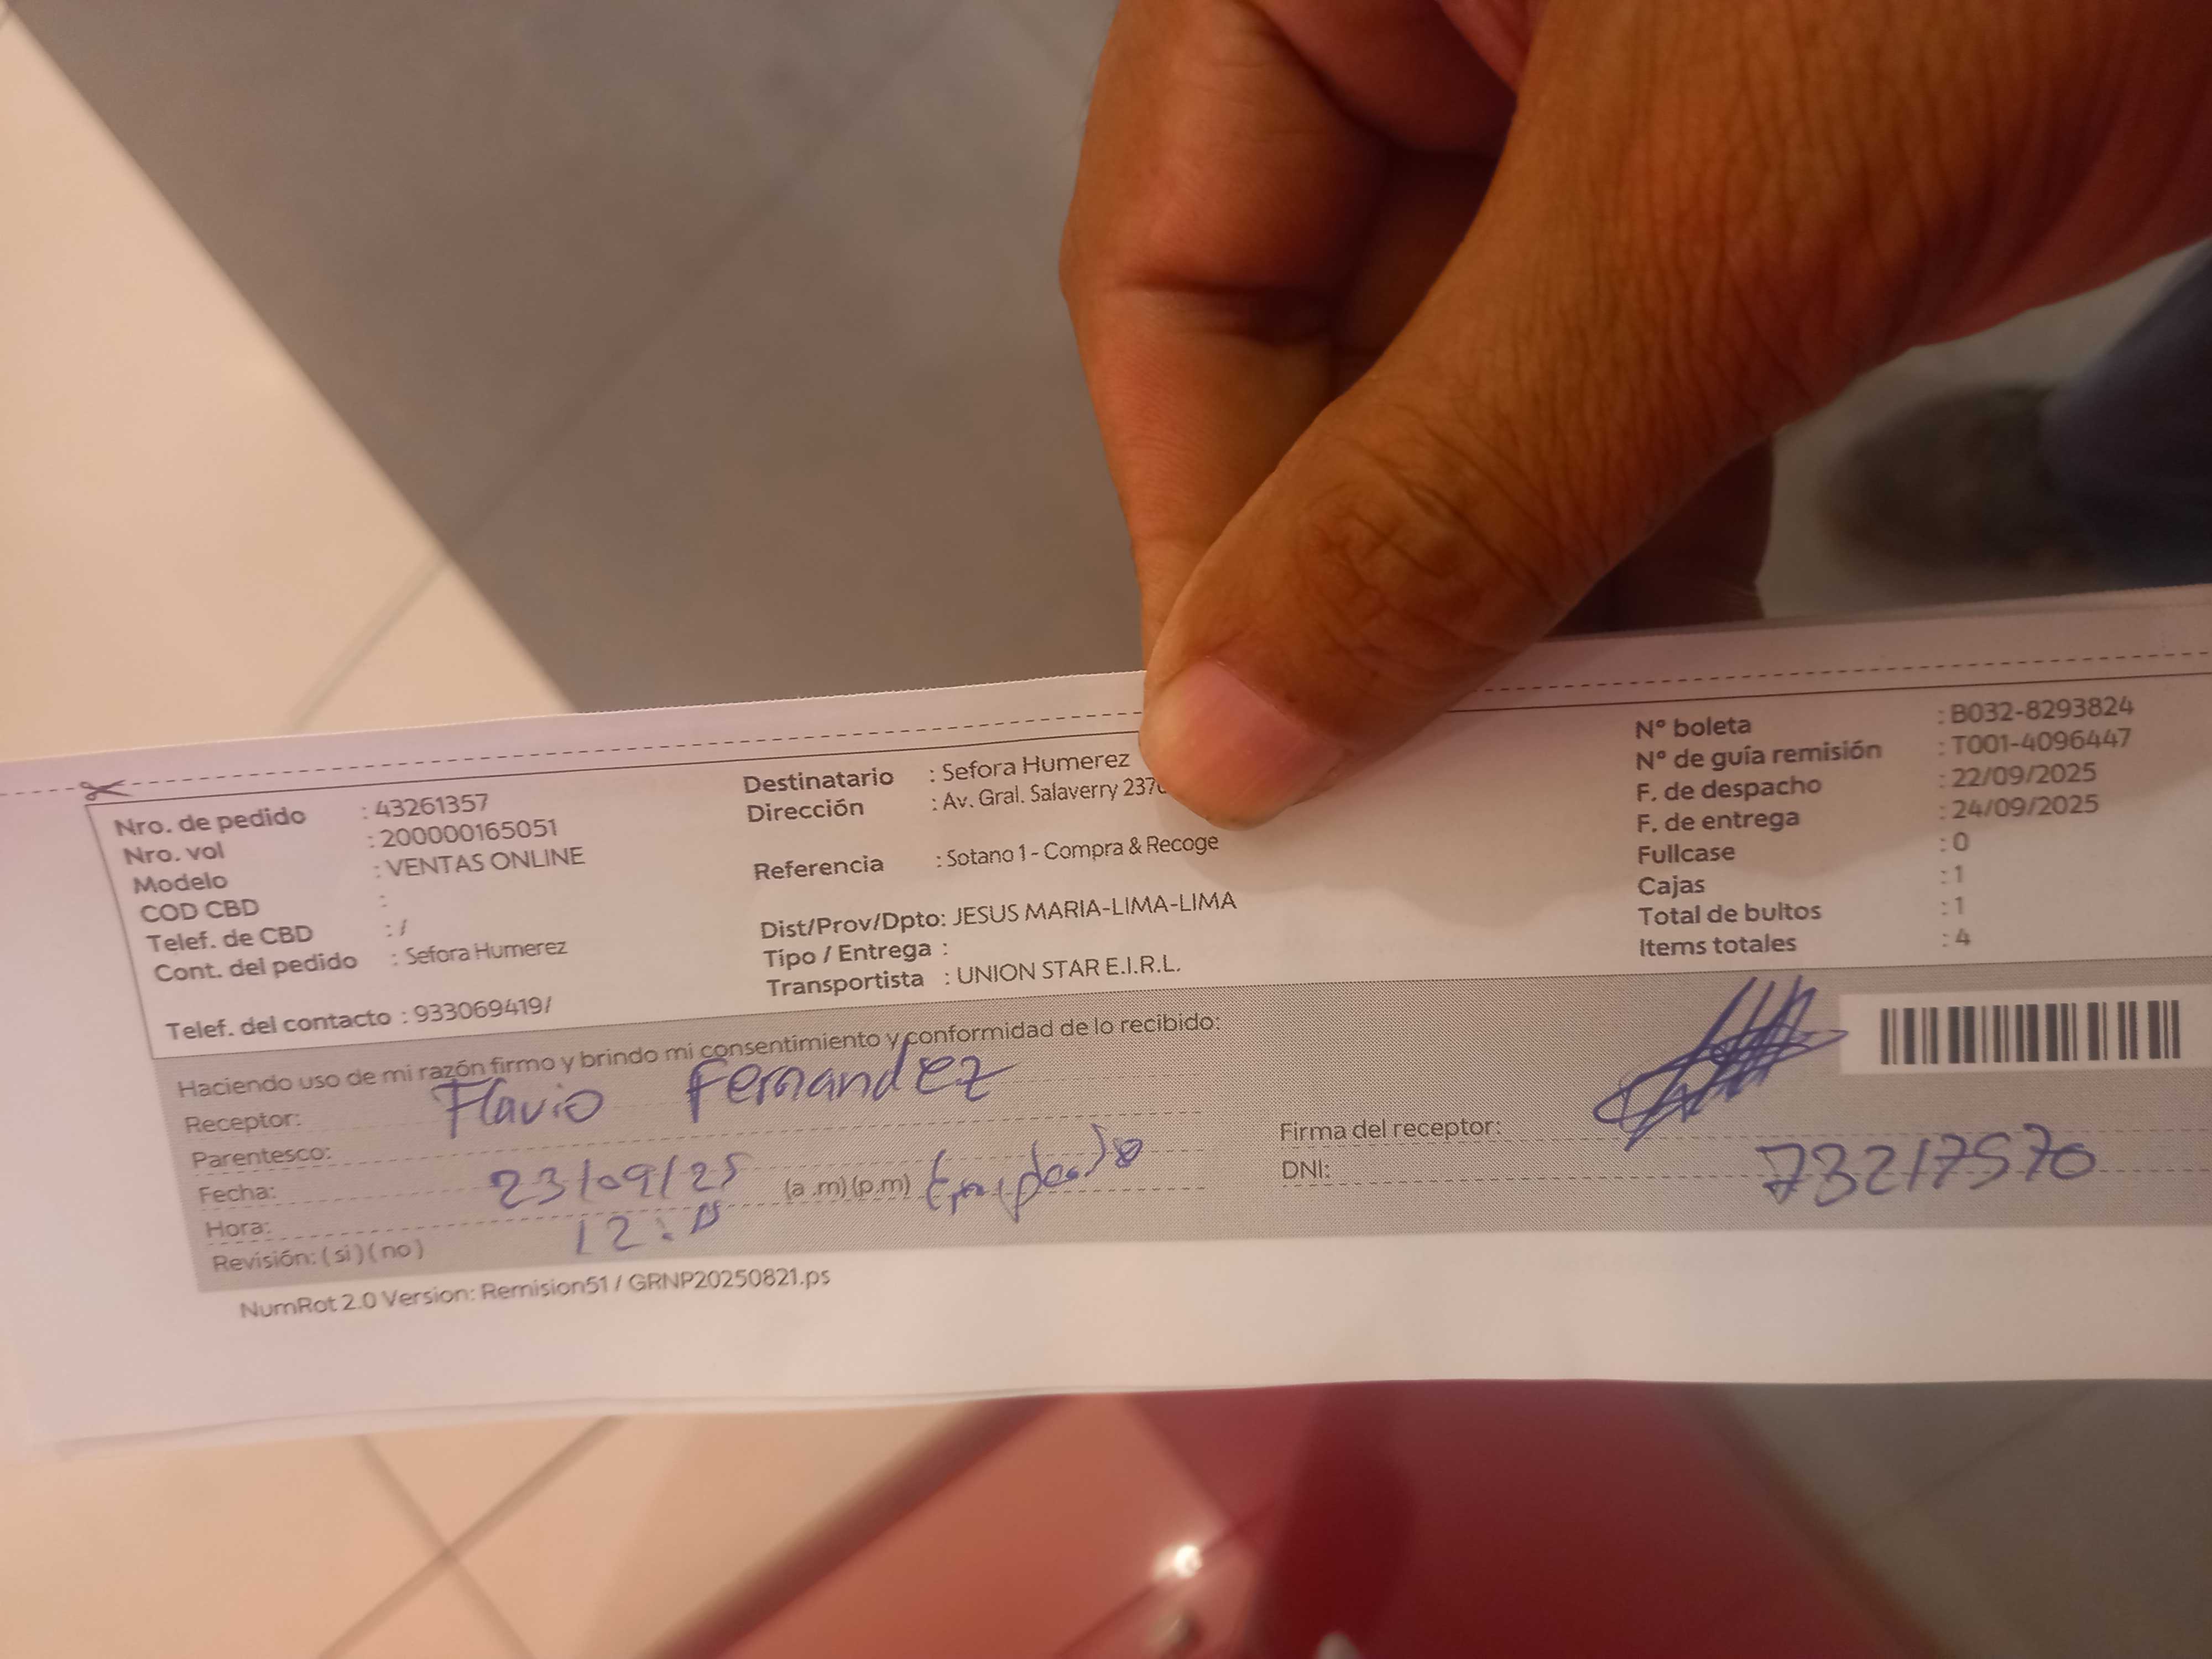 Nro. de pedido : 43261357
Nro. vol : 200000165051
Modelo : VENTAS ONLINE
COD CBD :
Telef. de CBD : /
Cont. del pedido : Sefora Humerez
Telef. del contacto : 933069419/
Destinatario : Sefora Humerez
Dirección : Av. Gral. Salaverry
Referencia : Sotano 1 - Compra & Recoge
Dist/Prov/Dpto: JESUS MARIA-LIMA-LIMA
Tipo / Entrega :
Transportista : UNION STAR E.I.R.L.
Nº boleta : B032-8293824
Nº de guía remisión : T001-4096447
F. de despacho : 22/09/2025
F. de entrega : 24/09/2025
Fullcase : 0
Cajas : 1
Total de bultos : 1
Items totales : 4
Haciendo uso de mi razón firmo y brindo mi consentimiento y conformidad de lo recibido:
Receptor: Flavio Fernandez
Parentesco:
Fecha: 23/09/25 (a.m)(p.m) Empleado
Hora:
Revisión: (si)(no)
Firma del receptor:
DNI: 73217570
NumRot 2.0 Version: Remision51 / GRNP20250821.ps